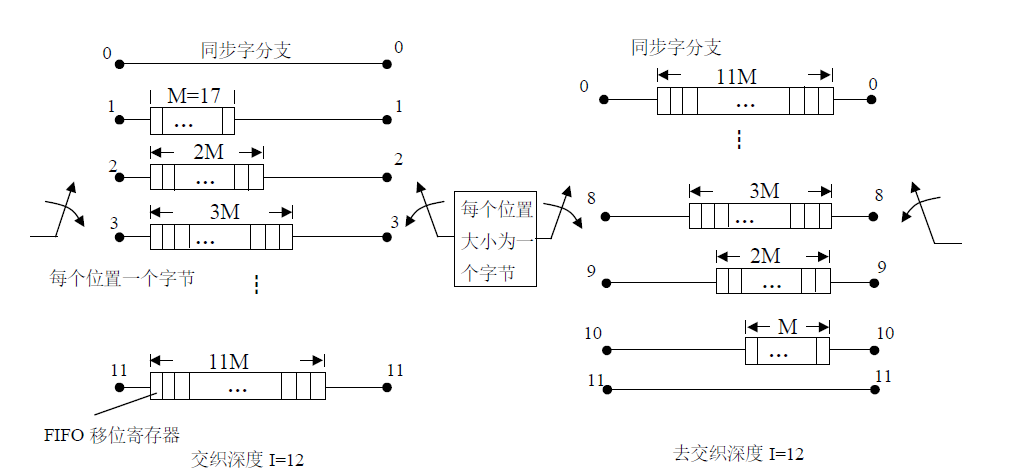 同步字分支
0 0
M=17
1 1
2M
2 2
3M
3 3
每个位置一个字节
11M
11 11
FIFO 移位寄存器
交织深度 I=12
每个位置
大小为一
个字节
同步字分支
11M
0 0
3M
8 8
2M
9 9
M
10 10
11 11
去交织深度 I=12